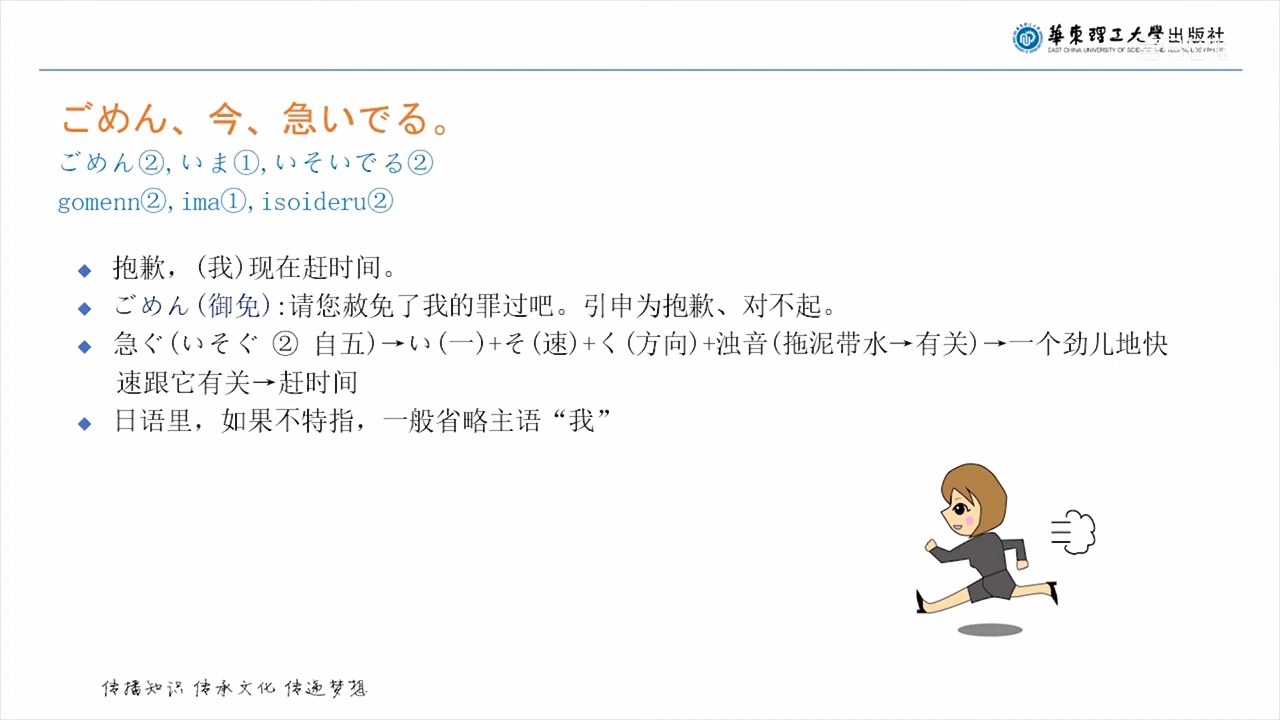 華東理工大學出版社
ごめん、今、急いでる。
ごめん②,いま①,いそいでる②
gomenn②,ima①,isoideru②
抱歉，(我)现在赶时间。
ごめん(御免):请您赦免了我的罪过吧。引申为抱歉、对不起。
急ぐ(いそぐ ② 自五)→い(一)+そ(速)+く(方向)+浊音(拖泥带水→有关)→一个劲儿地快
速跟它有关→赶时间
日语里，如果不特指，一般省略主语“我”
传播知识 传承文化 传递梦想